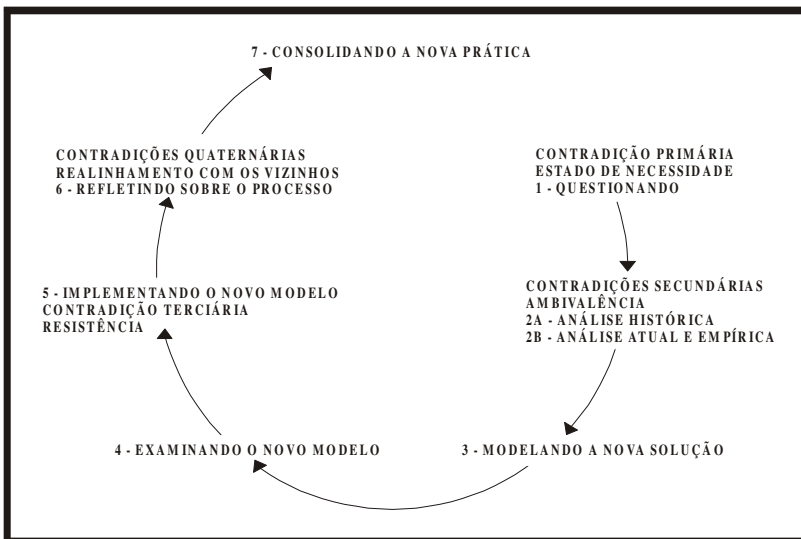 7 - CONSOLIDANDO A NOVA PRÁTICA
CONTRADIÇÕES QUATERNÁRIAS
REALINHAMENTO COM OS VIZINHOS
6 - REFLETINDO SOBRE O PROCESSO
CONTRADIÇÃO PRIMÁRIA
ESTADO DE NECESSIDADE
1 - QUESTIONANDO
5 - IMPLEMENTANDO O NOVO MODELO
CONTRADIÇÃO TERCIÁRIA
RESISTÊNCIA
CONTRADIÇÕES SECUNDÁRIAS
AMBIVALÊNCIA
2A - ANÁLISE HISTÓRICA
2B - ANÁLISE ATUAL E EMPÍRICA
4 - EXAMINANDO O NOVO MODELO
3 - MODELANDO A NOVA SOLUÇÃO